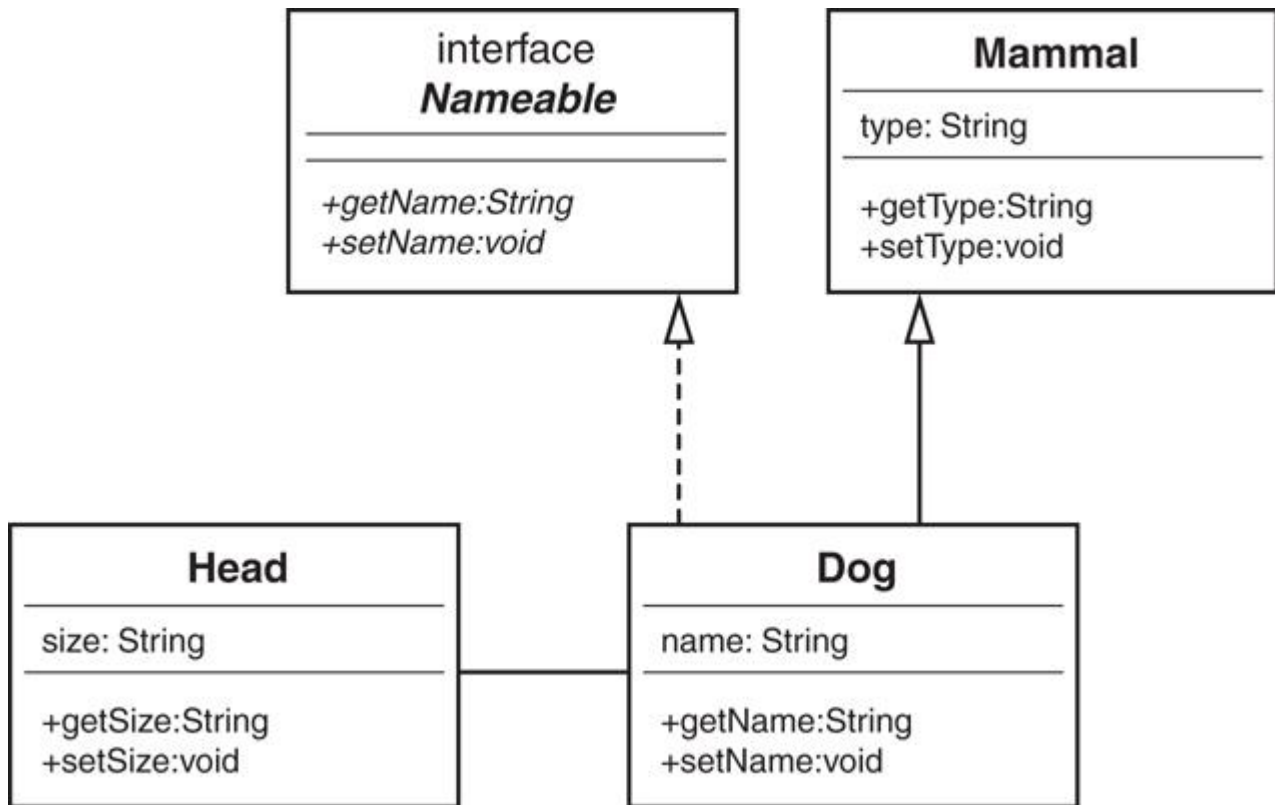 interface
Nameable
+getName:String
+setName:void
Mammal
type: String
+getType:String
+setType:void
Head
size: String
+getSize:String
+setSize:void
Dog
name: String
+getName:String
+setName:void